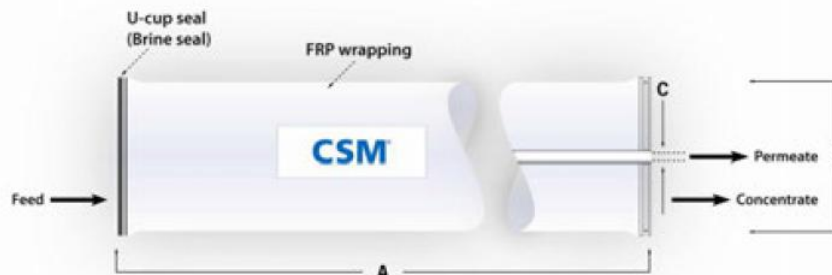 U-cup seal
(Brine seal)
FRP wrapping
C
CSM
Permeate
Feed
Concentrate
A